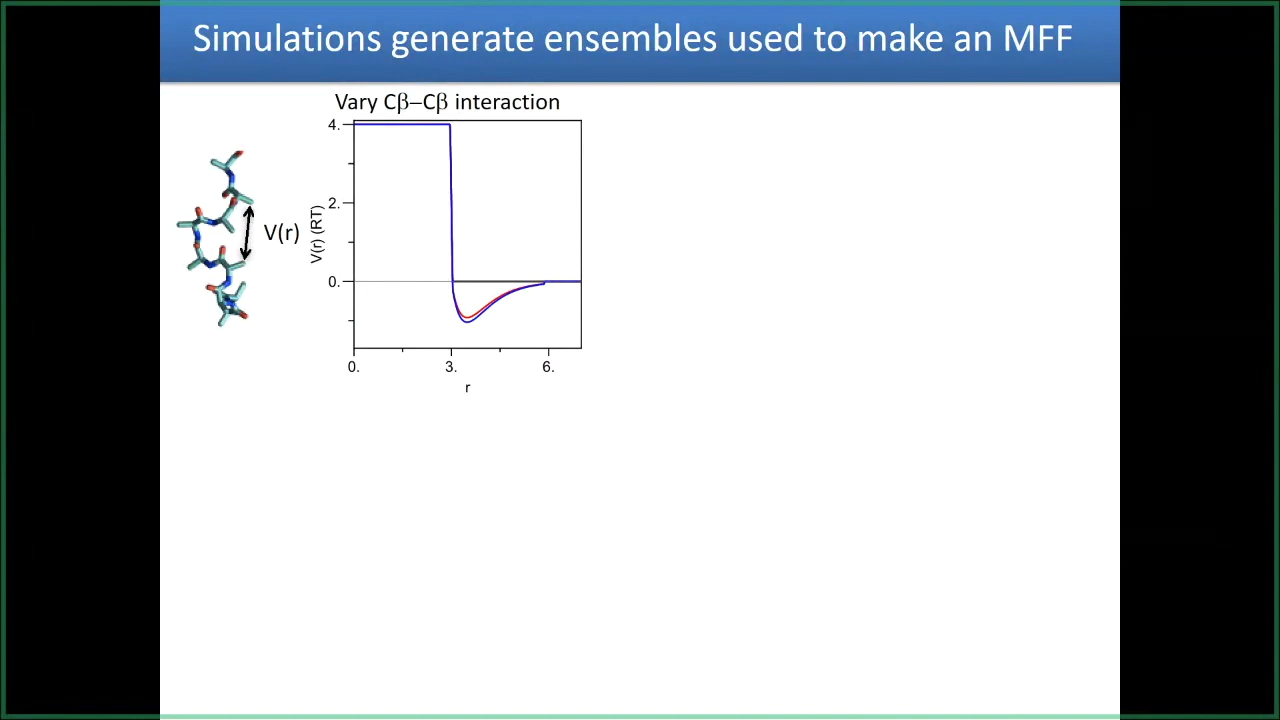 Simulations generate ensembles used to make an MFF
Vary Cβ–Cβ interaction
4.
2.
0.
V(r) (RT)
V(r)
0.
3.
6.
r